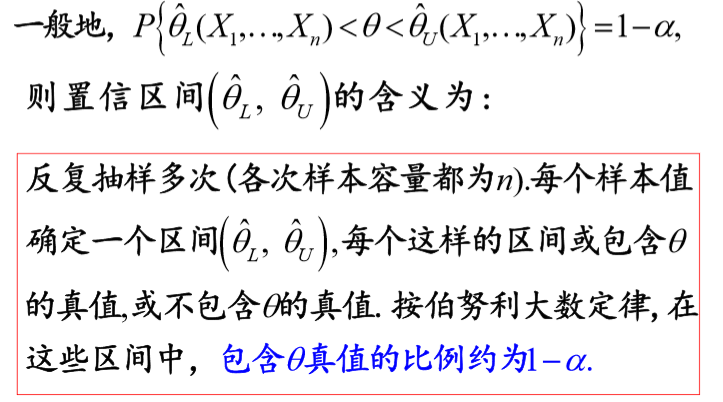 一般地，P{θ̂_L(X₁,…,Xₙ)<θ<θ̂_U(X₁,…,Xₙ)}=1−α,
则置信区间(θ̂_L, θ̂_U)的含义为:
反复抽样多次(各次样本容量都为n).每个样本值
确定一个区间(θ̂_L, θ̂_U),每个这样的区间或包含θ
的真值,或不包含θ的真值. 按伯努利大数定律,在
这些区间中，包含θ真值的比例约为1−α.